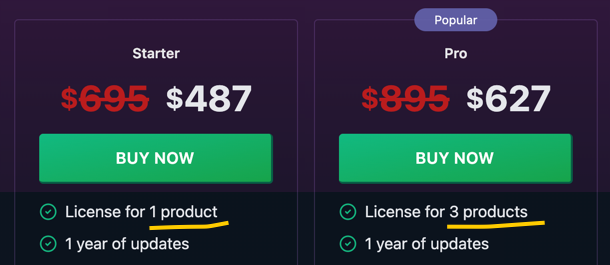 Popular
Starter
Pro
$695 $487
$895 $627
BUY NOW
BUY NOW
License for 1 product
1 year of updates
License for 3 products
1 year of updates